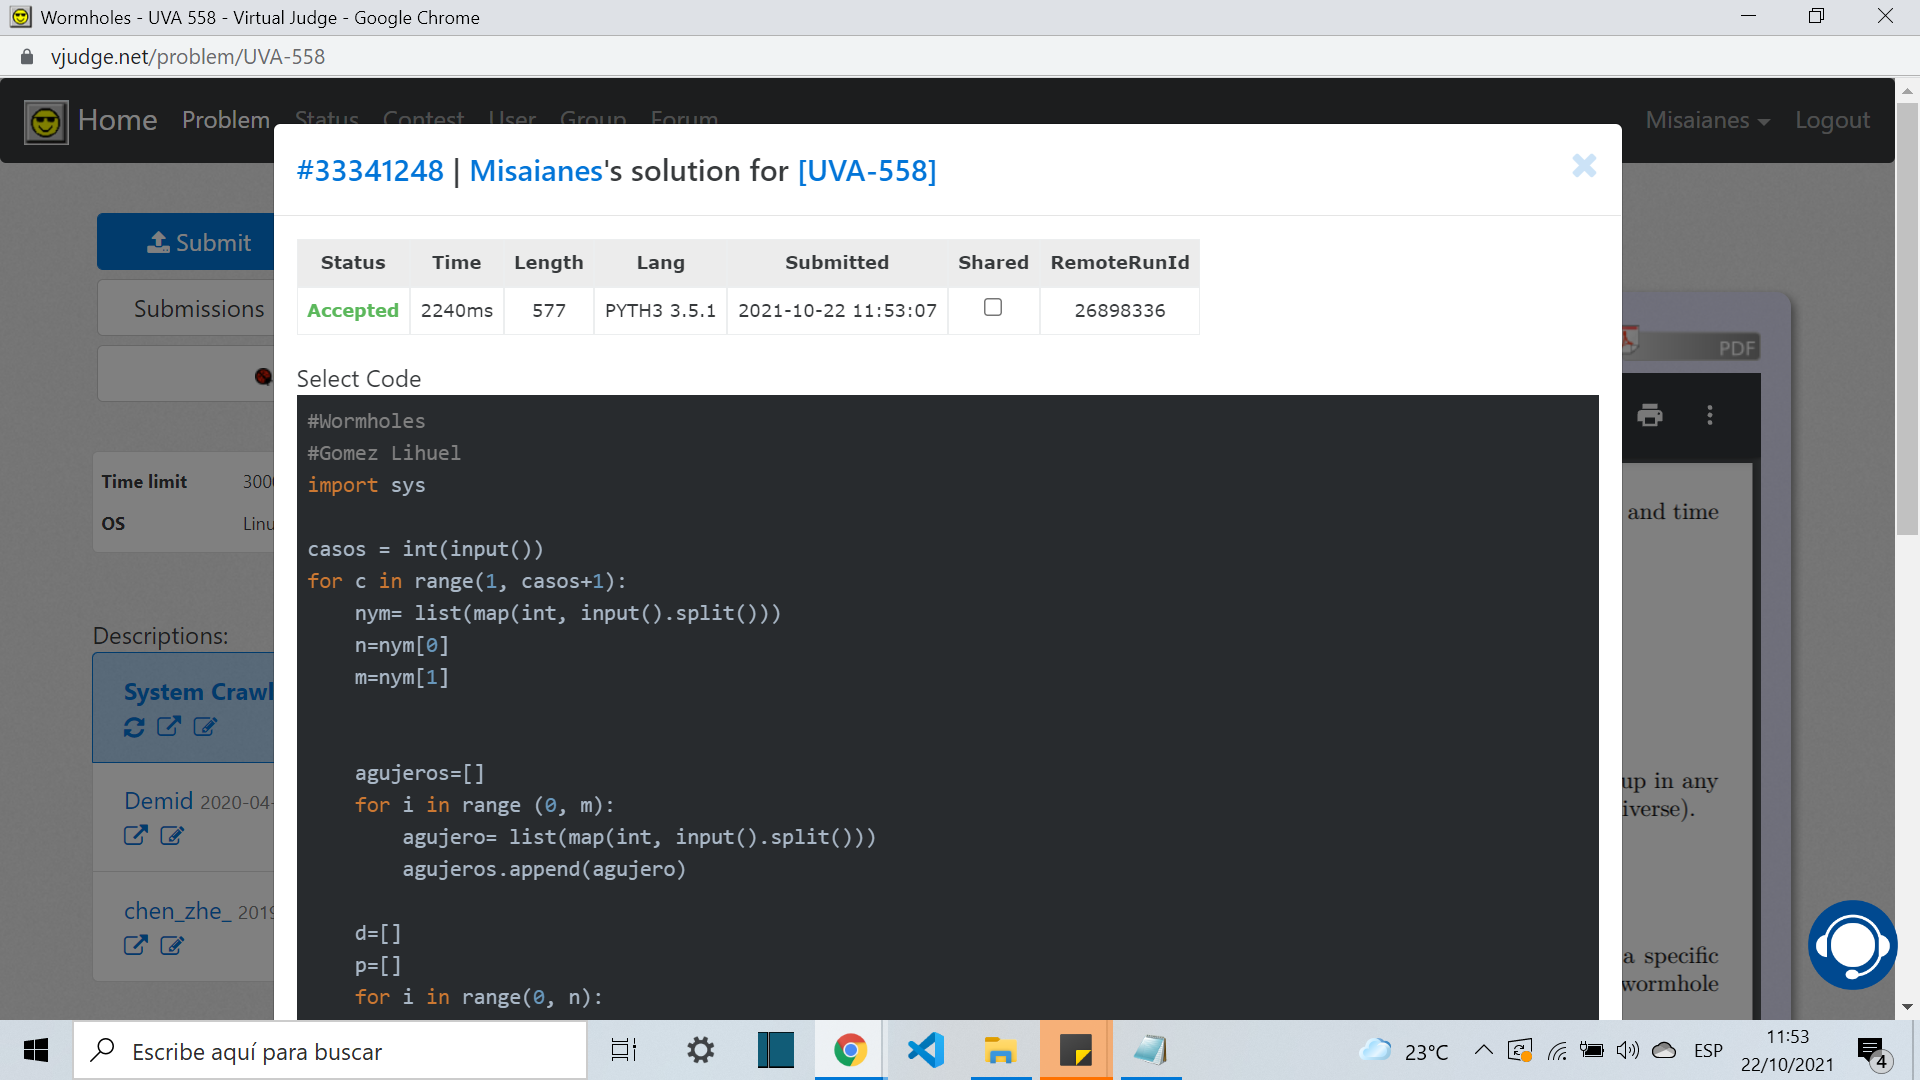 Wormholes - UVA 558 - Virtual Judge - Google Chrome
vjudge.net/problem/UVA-558
Home Problem Status Contest User Group Forum Misaianes Logout
#33341248 | Misaianes's solution for [UVA-558]
Submit
Submissions
Status Time Length Lang Submitted Shared RemoteRunId
Accepted 2240ms 577 PYTH3 3.5.1 2021-10-22 11:53:07 26898336
PDF
Select Code
#Wormholes
#Gomez Lihuel
import sys
casos = int(input())
for c in range(1, casos+1):
nym= list(map(int, input().split()))
n=nym[0]
m=nym[1]
agujeros=[]
for i in range (0, m):
agujero= list(map(int, input().split()))
agujeros.append(agujero)
d=[]
p=[]
for i in range(0, n):
Time limit 300
OS Linu
Descriptions:
System Crawl
Demid 2020-04-
chen_zhe_ 2019
and time
up in any
iverse).
a specific
wormhole
Escribe aquí para buscar
23°C
ESP
11:53
22/10/2021
4